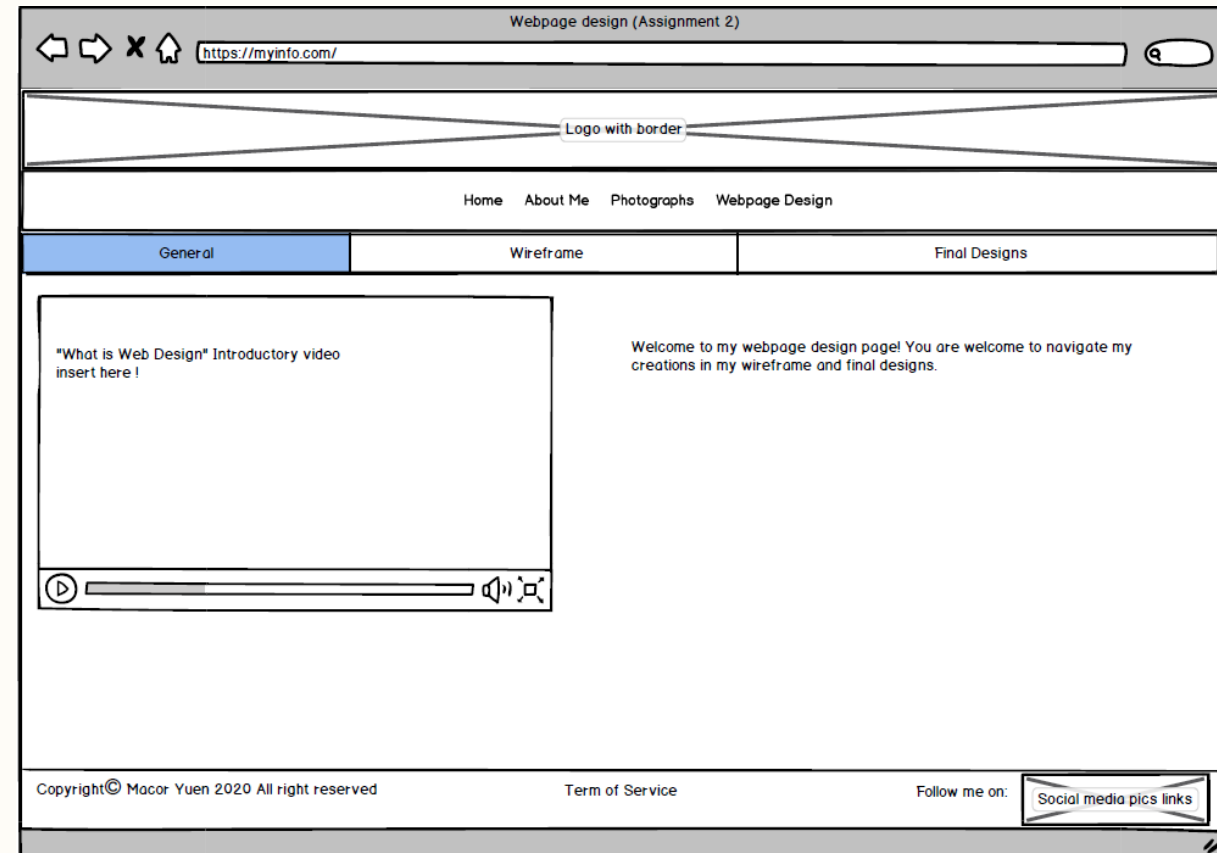 Webpage design (Assignment 2)
https://myinfo.com/
Logo with border
Home About Me Photographs Webpage Design
General Wireframe Final Designs
"What is Web Design" Introductory video
insert here !
Welcome to my webpage design page! You are welcome to navigate my
creations in my wireframe and final designs.
Copyright© Macor Yuen 2020 All right reserved
Term of Service
Follow me on:
Social media pics links